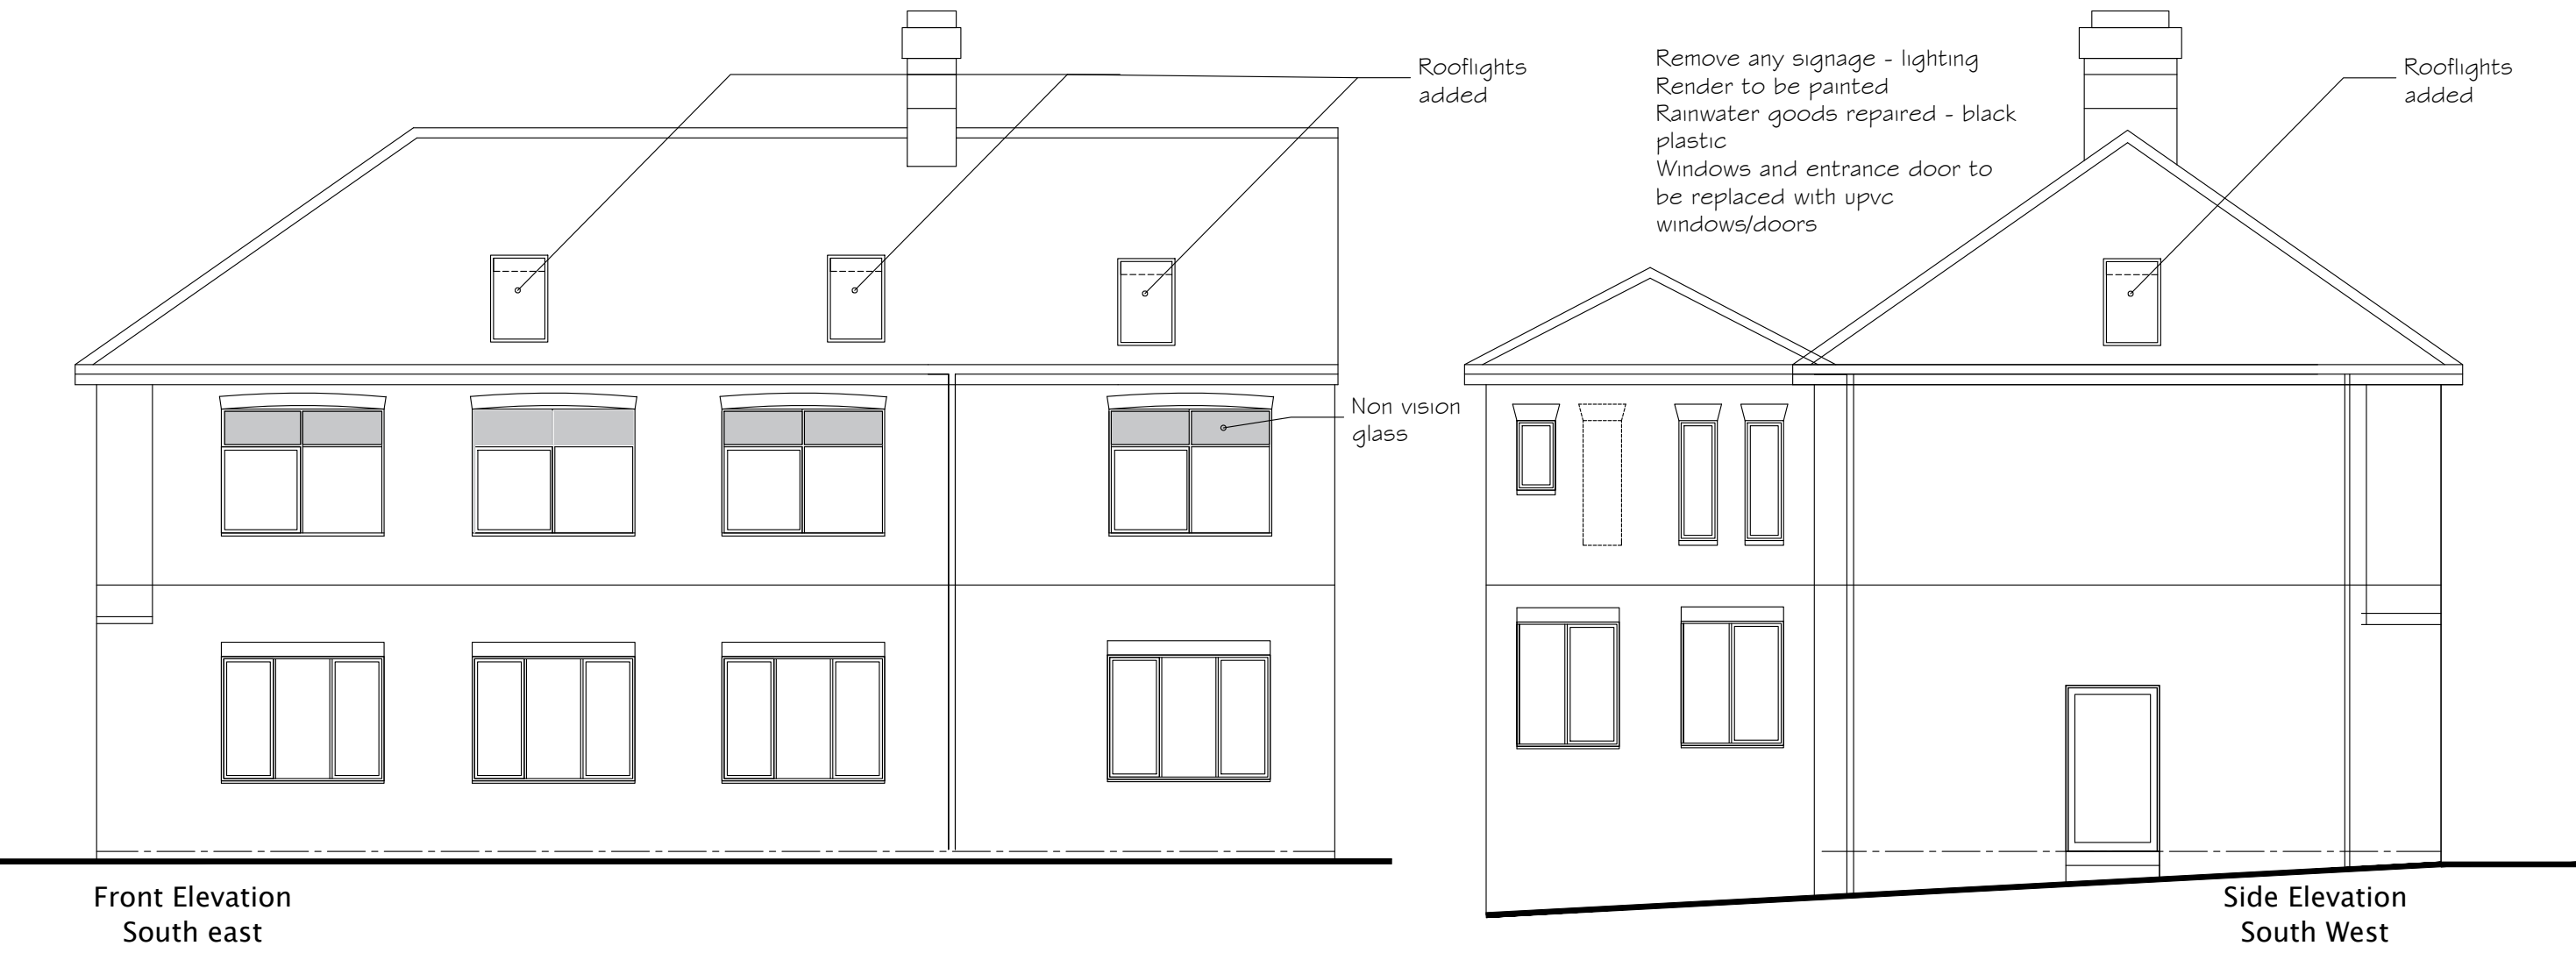 Rooflights
added
Remove any signage - lighting
Render to be painted
Rainwater goods repaired - black
plastic
Windows and entrance door to
be replaced with upvc
windows/doors
Rooflights
added
Non vision
glass
Front Elevation
South east
Side Elevation
South West